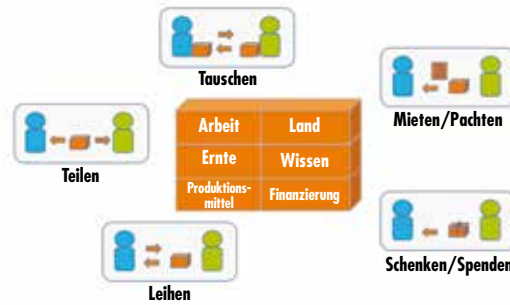 Tauschen
Mieten/Pachten
Teilen
Arbeit
Land
Ernte
Wissen
Produktions-
mittel
Finanzierung
Leihen
Schenken/Spenden